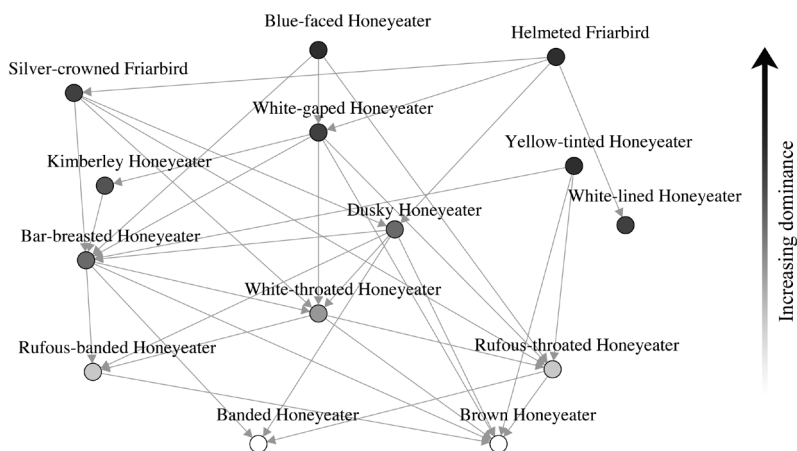 Blue-faced Honeyeater
Helmeted Friarbird
Silver-crowned Friarbird
White-gaped Honeyeater
Yellow-tinted Honeyeater
Kimberley Honeyeater
White-lined Honeyeater
Dusky Honeyeater
Bar-breasted Honeyeater
White-throated Honeyeater
Rufous-banded Honeyeater
Rufous-throated Honeyeater
Banded Honeyeater
Brown Honeyeater
Increasing dominance